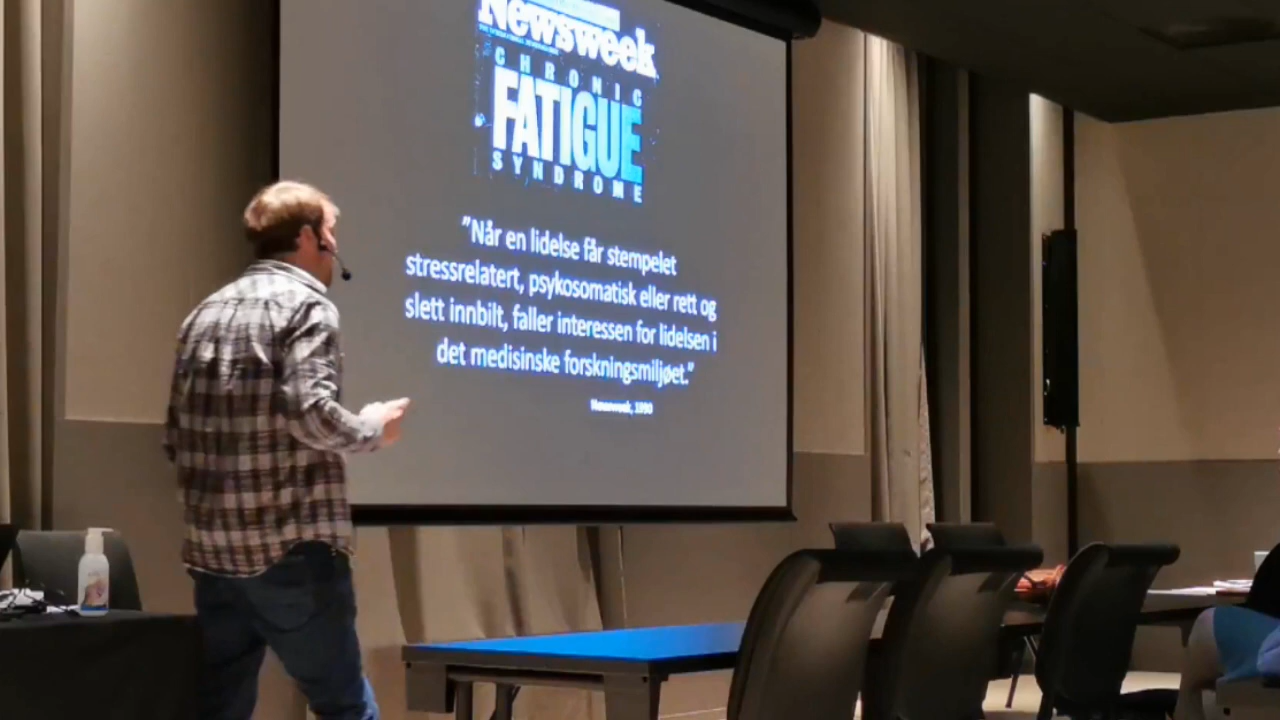 Newsweek
CHRONIC
FATIGUE
SYNDROME
"Når en lidelse får stempelet
stressrelatert, psykosomatisk eller rett og
slett innbilt, faller interessen for lidelsen i
det medisinske forskningsmiljøet."
Newsweek, 1990